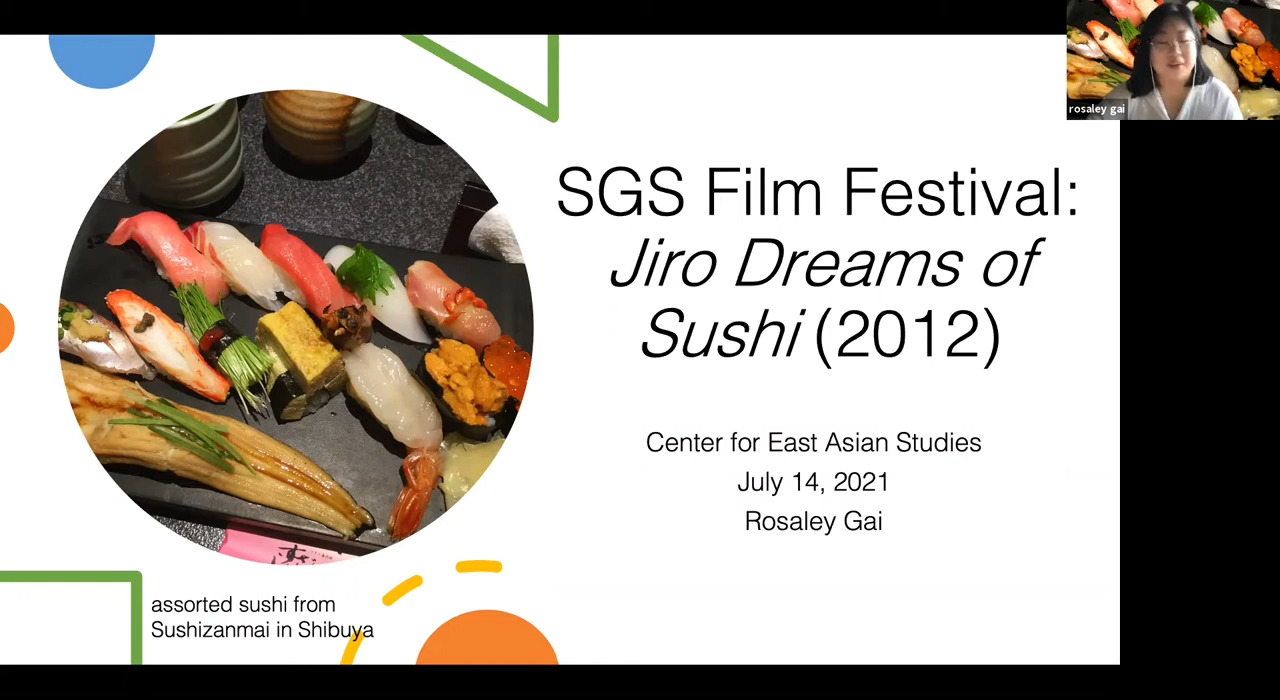 SGS Film Festival:
Jiro Dreams of
Sushi (2012)
Center for East Asian Studies
July 14, 2021
Rosaley Gai
assorted sushi from
Sushizanmai in Shibuya
rosaley gai